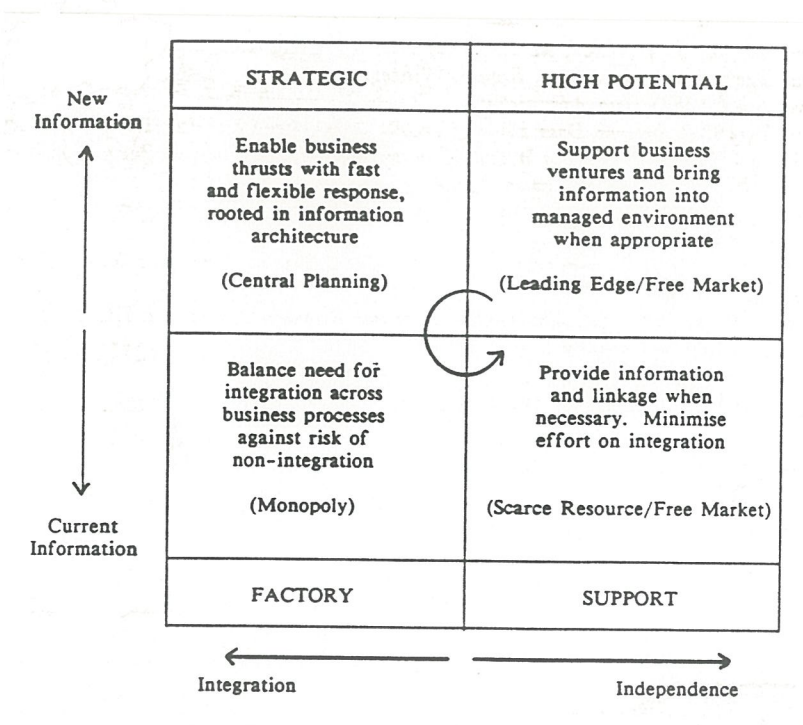 STRATEGIC
HIGH POTENTIAL
New
Information
Enable business
thrusts with fast
and flexible response,
rooted in information
architecture
(Central Planning)
Support business
ventures and bring
information into
managed environment
when appropriate
(Leading Edge/Free Market)
Balance need for
integration across
business processes
against risk of
non-integration
(Monopoly)
Provide information
and linkage when
necessary. Minimise
effort on integration
(Scarce Resource/Free Market)
Current
Information
FACTORY
SUPPORT
Integration
Independence